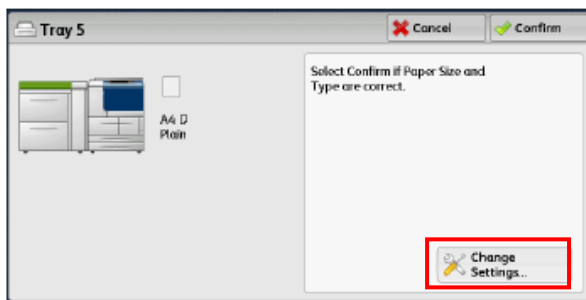 Tray 5
Cancel
Confirm
Select Confirm if Paper Size and
Type are correct.
A4 D
Plain
Change
Settings...